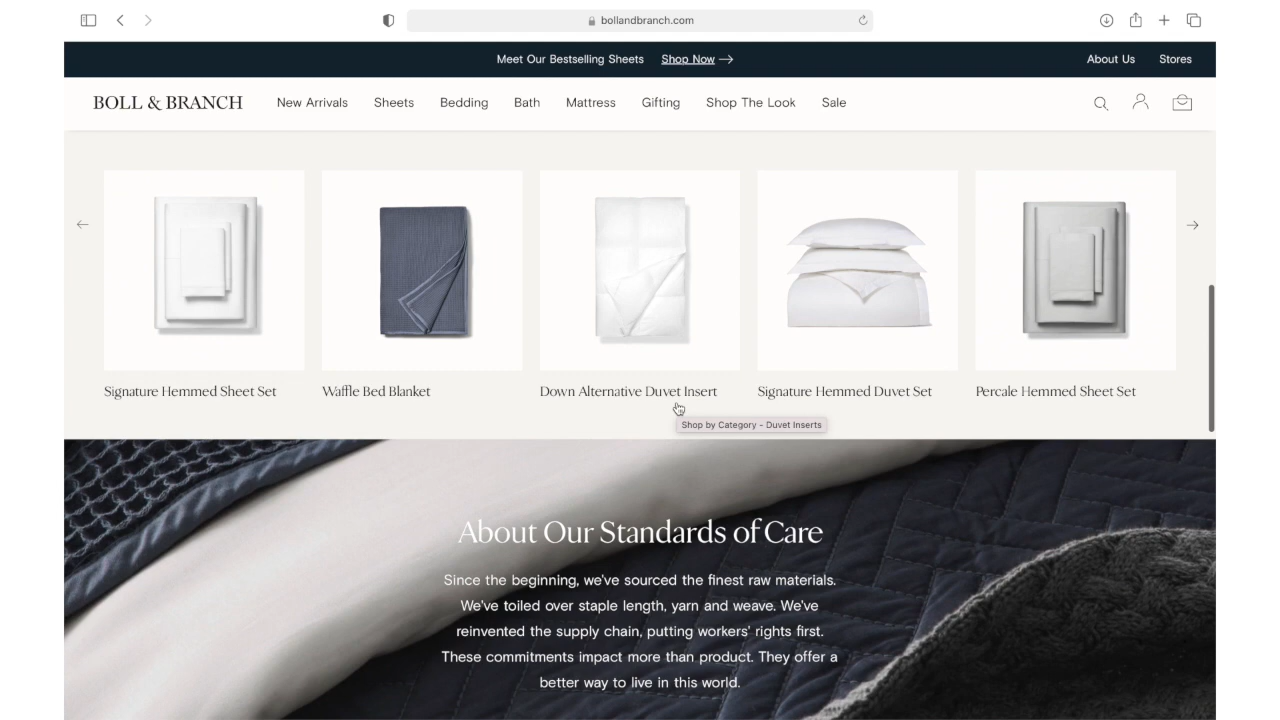 bollandbranch.com
Meet Our Bestselling Sheets Shop Now
About Us Stores
BOLL & BRANCH New Arrivals Sheets Bedding Bath Mattress Gifting Shop The Look Sale
Signature Hemmed Sheet Set
Waffle Bed Blanket
Down Alternative Duvet Insert
Signature Hemmed Duvet Set
Percale Hemmed Sheet Set
Shop by Category - Duvet Inserts
About Our Standards of Care
Since the beginning, we've sourced the finest raw materials.
We've toiled over staple length, yarn and weave. We've
reinvented the supply chain, putting workers' rights first.
These commitments impact more than product. They offer a
better way to live in this world.